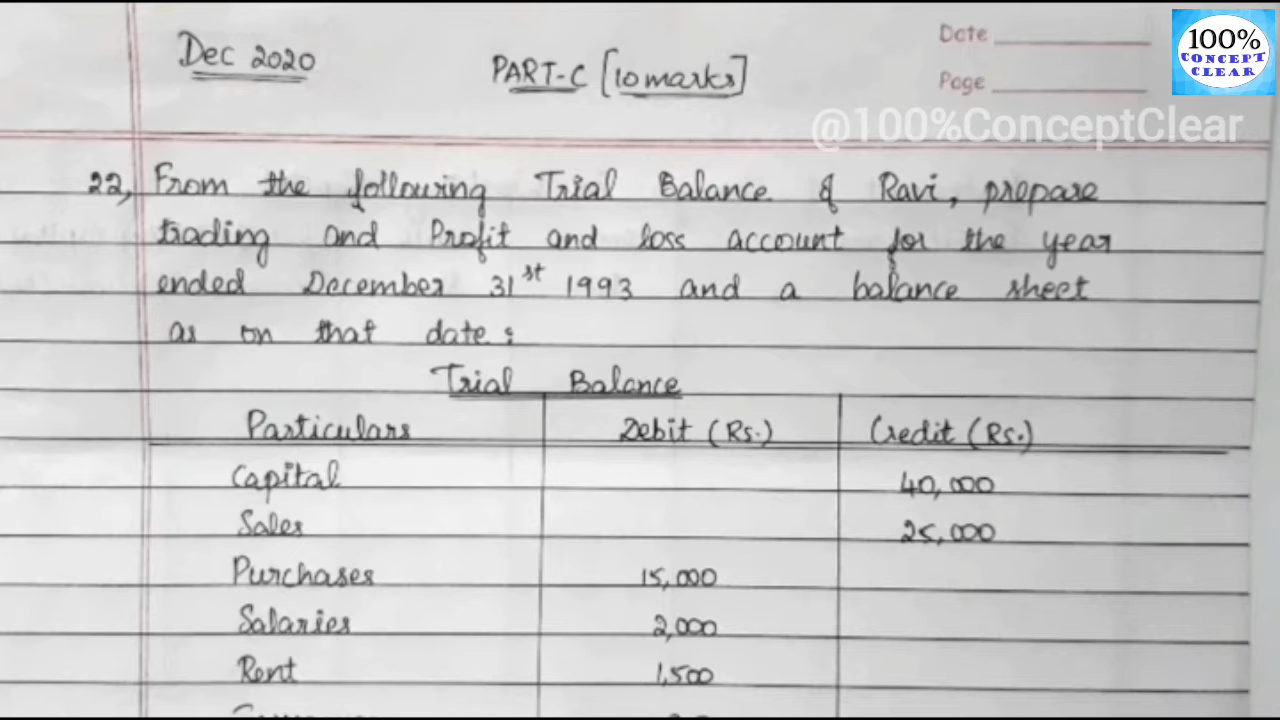 Dec 2020
PART-C [10 marks]
Date
Page
100%
CONCEPT
CLEAR
@100%ConceptClear
22, From the following Trial Balance of Ravi, prepare
trading and Profit and loss account for the year
ended December 31st 1993 and a balance sheet
as on that date:
Trial Balance
Particulars Debit (Rs.) Credit (Rs.)
Capital 40,000
Sales 25,000
Purchases 15,000
Salaries 2,000
Rent 1,500